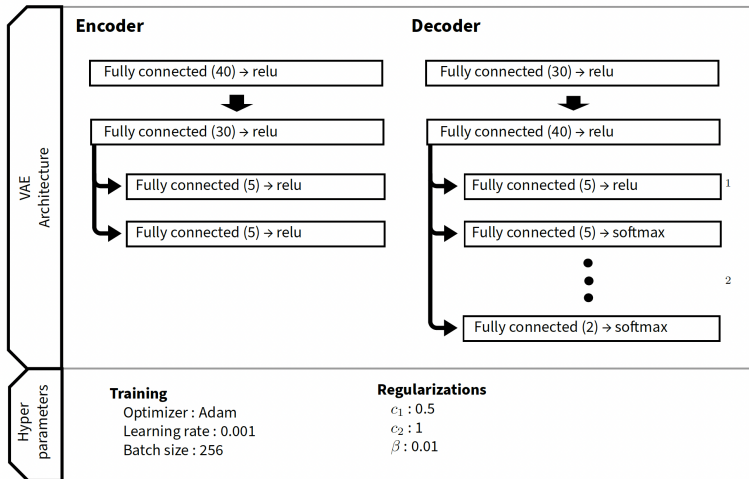 VAE
Architecture
Encoder
Fully connected (40) → relu
Fully connected (30) → relu
Fully connected (5) → relu
Fully connected (5) → relu
Decoder
Fully connected (30) → relu
Fully connected (40) → relu
Fully connected (5) → relu
1
Fully connected (5) → softmax
2
Fully connected (2) → softmax
Hyper
parameters
Training
Optimizer : Adam
Learning rate : 0.001
Batch size : 256
Regularizations
c₁ : 0.5
c₂ : 1
β : 0.01